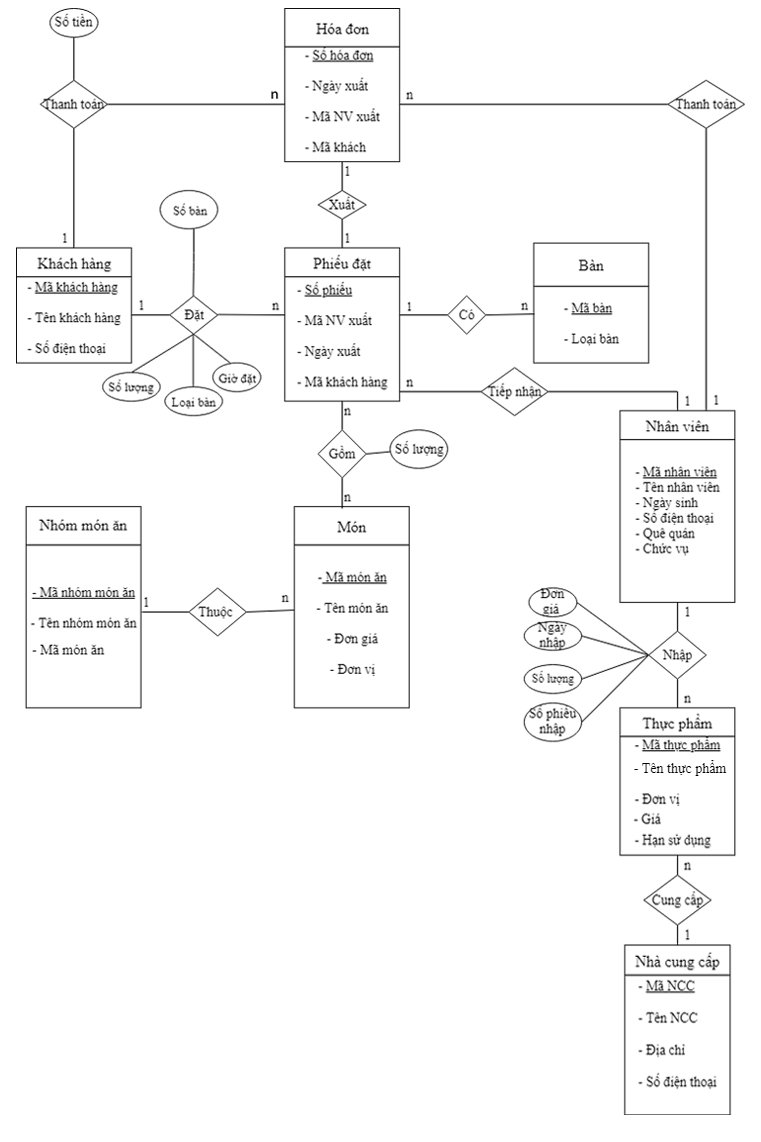 Số tiền
Hóa đơn
- Số hóa đơn
- Ngày xuất
- Mã NV xuất
- Mã khách
Thanh toán
n
n
Thanh toán
1
Xuất
1
1
Số bàn
Khách hàng
- Mã khách hàng
- Tên khách hàng
- Số điện thoại
1
Đặt
n
Số lượng
Loại bàn
Giờ đặt
Phiếu đặt
- Số phiếu
- Mã NV xuất
- Ngày xuất
- Mã khách hàng
1
Có
n
Bàn
- Mã bàn
- Loại bàn
n
Tiếp nhận
1
1
n
Gồm
Số lượng
n
Nhân viên
- Mã nhân viên
- Tên nhân viên
- Ngày sinh
- Số điện thoại
- Quê quán
- Chức vụ
Nhóm món ăn
- Mã nhóm món ăn
- Tên nhóm món ăn
- Mã món ăn
1
Thuộc
n
Món
- Mã món ăn
- Tên món ăn
- Đơn giá
- Đơn vị
1
Đơn
giá
Ngày
nhập
Số lượng
Số phiếu
nhập
Nhập
n
Thực phẩm
- Mã thực phẩm
- Tên thực phẩm
- Đơn vị
- Giá
- Hạn sử dụng
n
Cung cấp
1
Nhà cung cấp
- Mã NCC
- Tên NCC
- Địa chỉ
- Số điện thoại